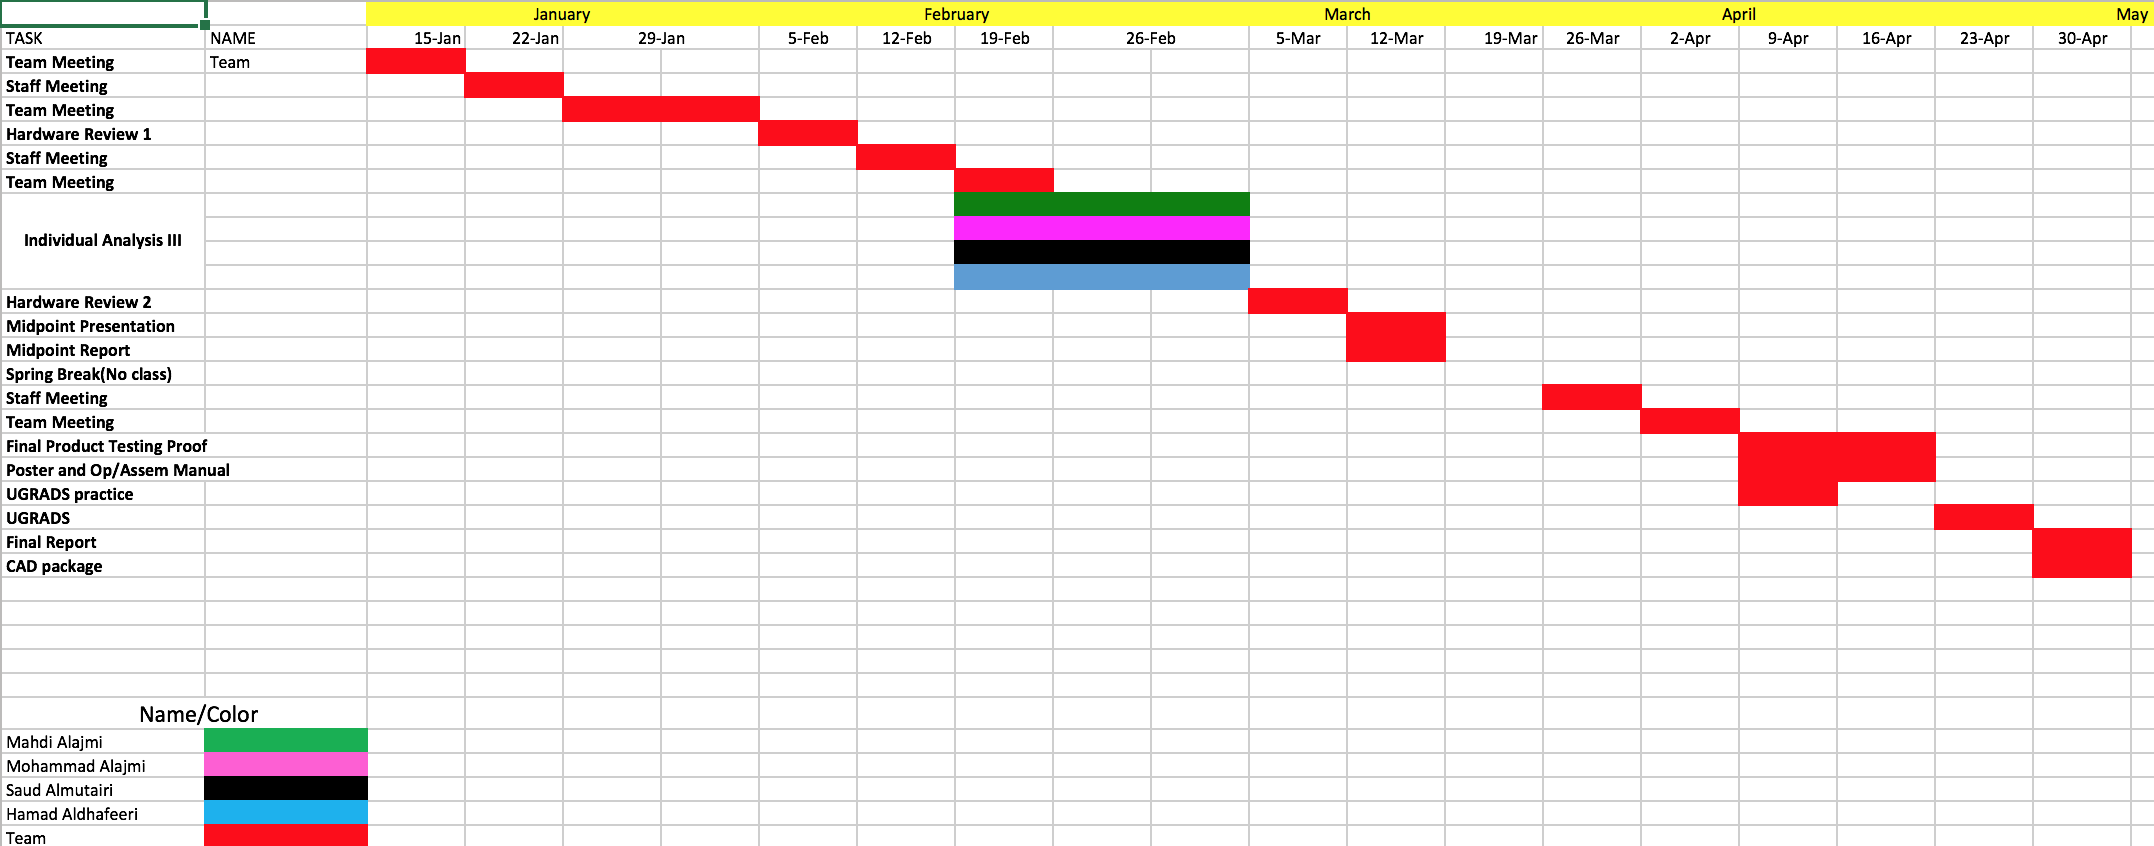 January February March April May
TASK NAME 15-Jan 22-Jan 29-Jan 5-Feb 12-Feb 19-Feb 26-Feb 5-Mar 12-Mar 19-Mar 26-Mar 2-Apr 9-Apr 16-Apr 23-Apr 30-Apr
Team Meeting Team
Staff Meeting
Team Meeting
Hardware Review 1
Staff Meeting
Team Meeting
Individual Analysis III
Hardware Review 2
Midpoint Presentation
Midpoint Report
Spring Break(No class)
Staff Meeting
Team Meeting
Final Product Testing Proof
Poster and Op/Assem Manual
UGRADS practice
UGRADS
Final Report
CAD package
Name/Color
Mahdi Alajmi
Mohammad Alajmi
Saud Almutairi
Hamad Aldhafeeri
Team